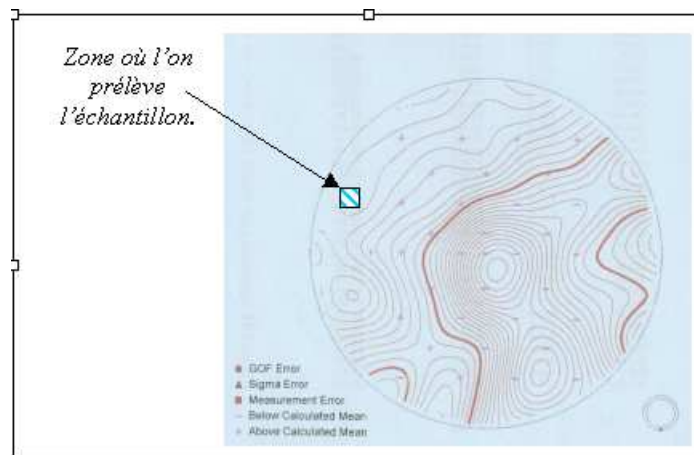 Zone où l'on
prélève
l'échantillon.
GOF Error
Sigma Error
Measurement Error
Below Calculated Mean
Above Calculated Mean